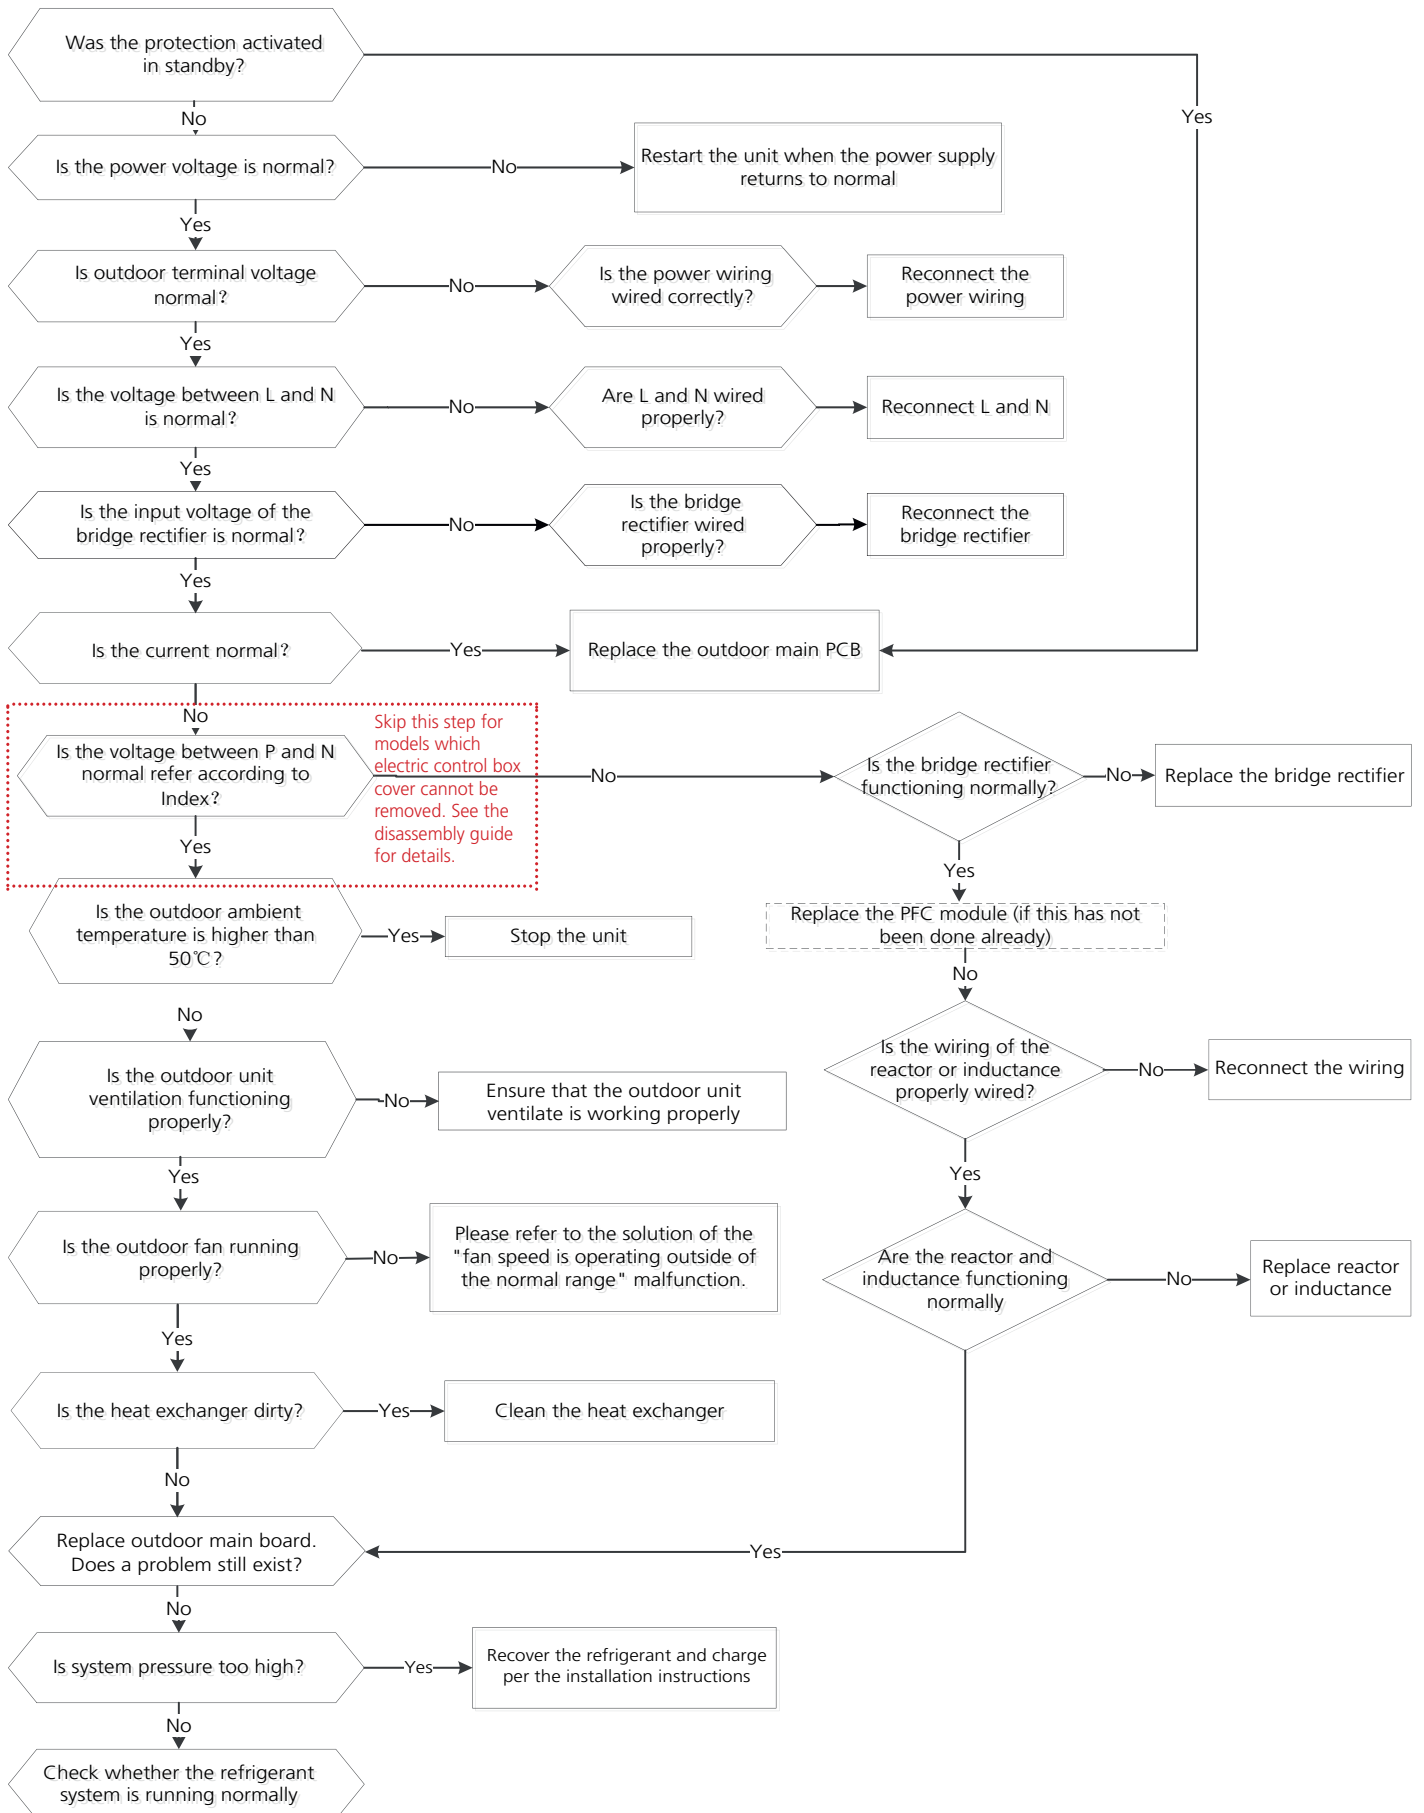 Was the protection activated
in standby?
Yes
No
Is the power voltage is normal?
No
Restart the unit when the power supply
returns to normal
Yes
Is outdoor terminal voltage
normal?
No
Is the power wiring
wired correctly?
Reconnect the
power wiring
Yes
Is the voltage between L and N
is normal?
No
Are L and N wired
properly?
Reconnect L and N
Yes
Is the input voltage of the
bridge rectifier is normal?
No
Is the bridge
rectifier wired
properly?
Reconnect the
bridge rectifier
Yes
Is the current normal?
Yes
Replace the outdoor main PCB
No
Is the voltage between P and N
normal refer according to
Index?
Skip this step for
models which
electric control box
cover cannot be
removed. See the
disassembly guide
for details.
No
Is the bridge rectifier
functioning normally?
No
Replace the bridge rectifier
Yes
Yes
Is the outdoor ambient
temperature is higher than
50℃?
Yes
Stop the unit
Replace the PFC module (if this has not
been done already)
No
No
Is the outdoor unit
ventilation functioning
properly?
No
Ensure that the outdoor unit
ventilate is working properly
Is the wiring of the
reactor or inductance
properly wired?
No
Reconnect the wiring
Yes
Yes
Is the outdoor fan running
properly?
No
Please refer to the solution of the
"fan speed is operating outside of
the normal range" malfunction.
Are the reactor and
inductance functioning
normally
No
Replace reactor
or inductance
Yes
Is the heat exchanger dirty?
Yes
Clean the heat exchanger
No
Replace outdoor main board.
Does a problem still exist?
Yes
No
Is system pressure too high?
Yes
Recover the refrigerant and charge
per the installation instructions
No
Check whether the refrigerant
system is running normally